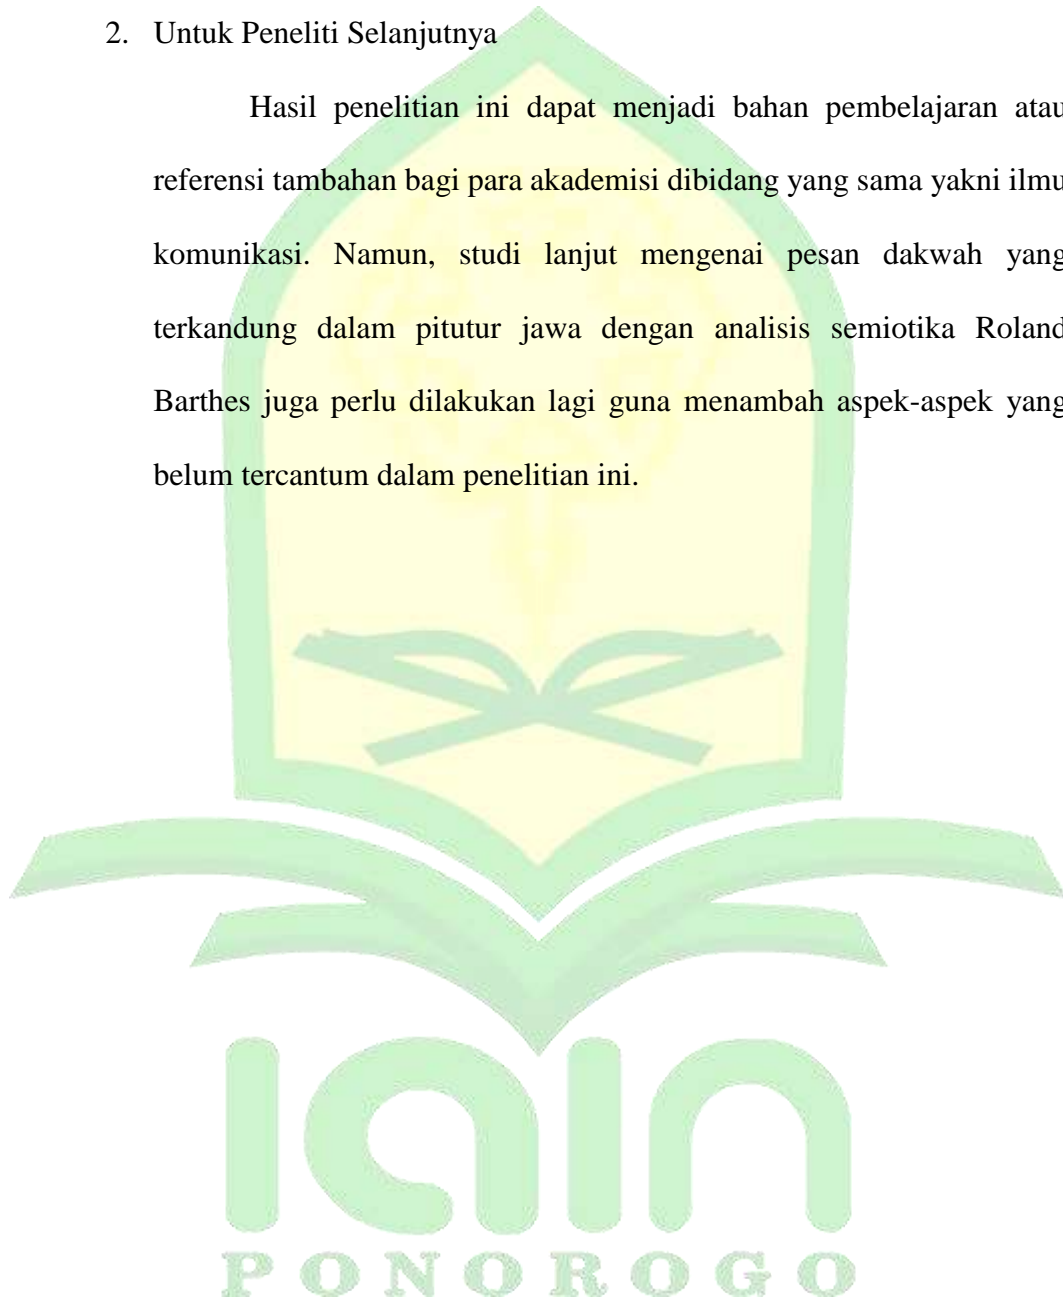 2. Untuk Peneliti Selanjutnya
Hasil penelitian ini dapat menjadi bahan pembelajaran atau
referensi tambahan bagi para akademisi dibidang yang sama yakni ilmu
komunikasi. Namun, studi lanjut mengenai pesan dakwah yang
terkandung dalam pitutur jawa dengan analisis semiotika Roland
Barthes juga perlu dilakukan lagi guna menambah aspek-aspek yang
belum tercantum dalam penelitian ini.
IAIN
PONOROGO